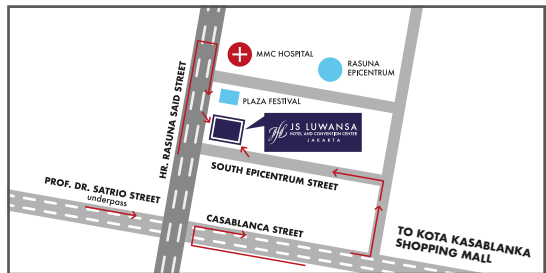 MMC HOSPITAL
RASUNA
EPICENTRUM
PLAZA FESTIVAL
HR. RASUNA SAID STREET
JS LUWANSA
HOTEL AND CONVENTION CENTER
JAKARTA
SOUTH EPICENTRUM STREET
PROF. DR. SATRIO STREET
underpass
CASABLANCA STREET
TO KOTA KASABLANKA
SHOPPING MALL